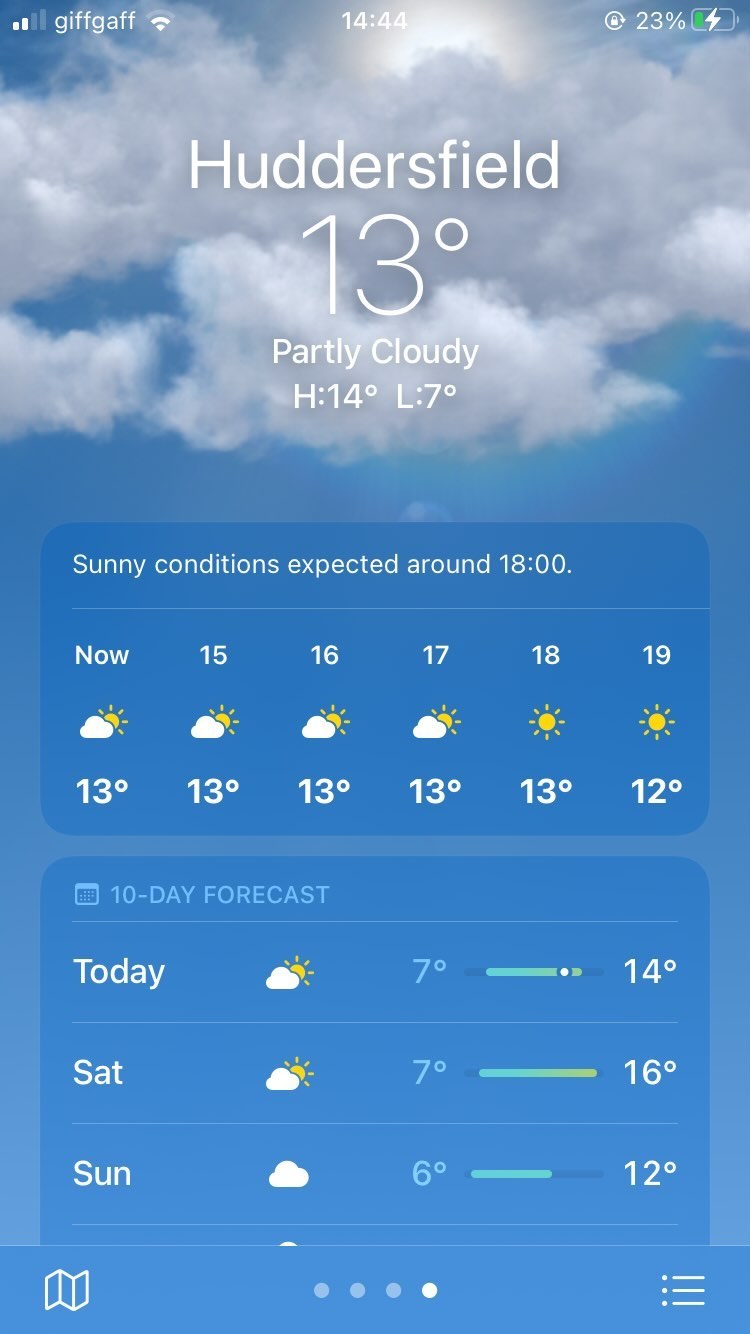 giffgaff 14:44 23%
Huddersfield
13°
Partly Cloudy
H:14° L:7°
Sunny conditions expected around 18:00.
Now 15 16 17 18 19
13° 13° 13° 13° 13° 12°
10-DAY FORECAST
Today 7° 14°
Sat 7° 16°
Sun 6° 12°